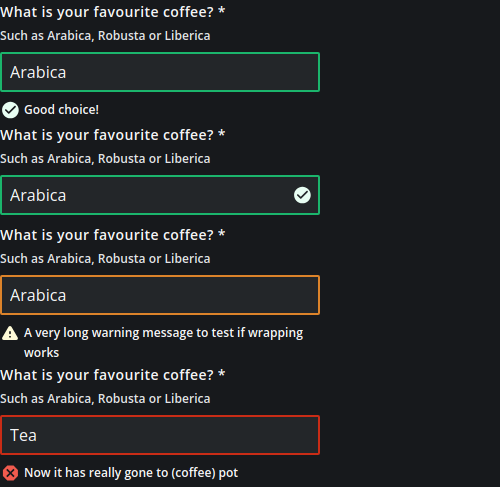 What is your favourite coffee? *
Such as Arabica, Robusta or Liberica
Arabica
Good choice!
What is your favourite coffee? *
Such as Arabica, Robusta or Liberica
Arabica
What is your favourite coffee? *
Such as Arabica, Robusta or Liberica
Arabica
A very long warning message to test if wrapping
works
What is your favourite coffee? *
Such as Arabica, Robusta or Liberica
Tea
Now it has really gone to (coffee) pot